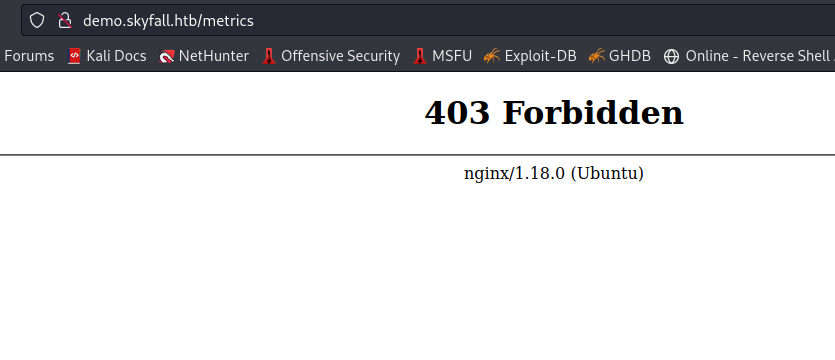 demo.skyfall.htb/metrics
Forums Kali Docs NetHunter Offensive Security MSFU Exploit-DB GHDB Online - Reverse Shell
403 Forbidden
nginx/1.18.0 (Ubuntu)